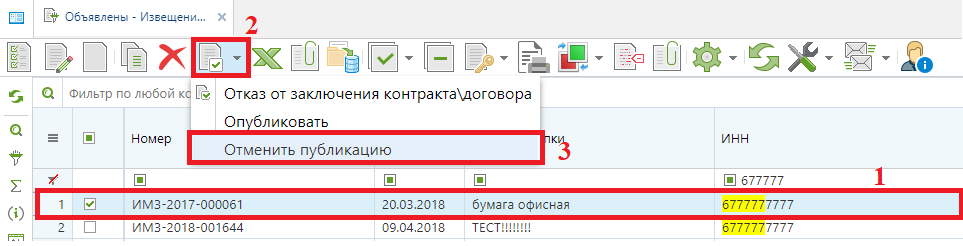 Объявлены - Извещени...
2
Фильтр по любой ко
Отказ от заключения контракта\договора
Опубликовать
Отменить публикацию
3
Номер
пки
ИНН
677777
1
1 ИМЗ-2017-000061 20.03.2018 бумага офисная 6777777777
2 ИМЗ-2018-001644 09.04.2018 ТЕСТ!!!!!!!! 6777777777